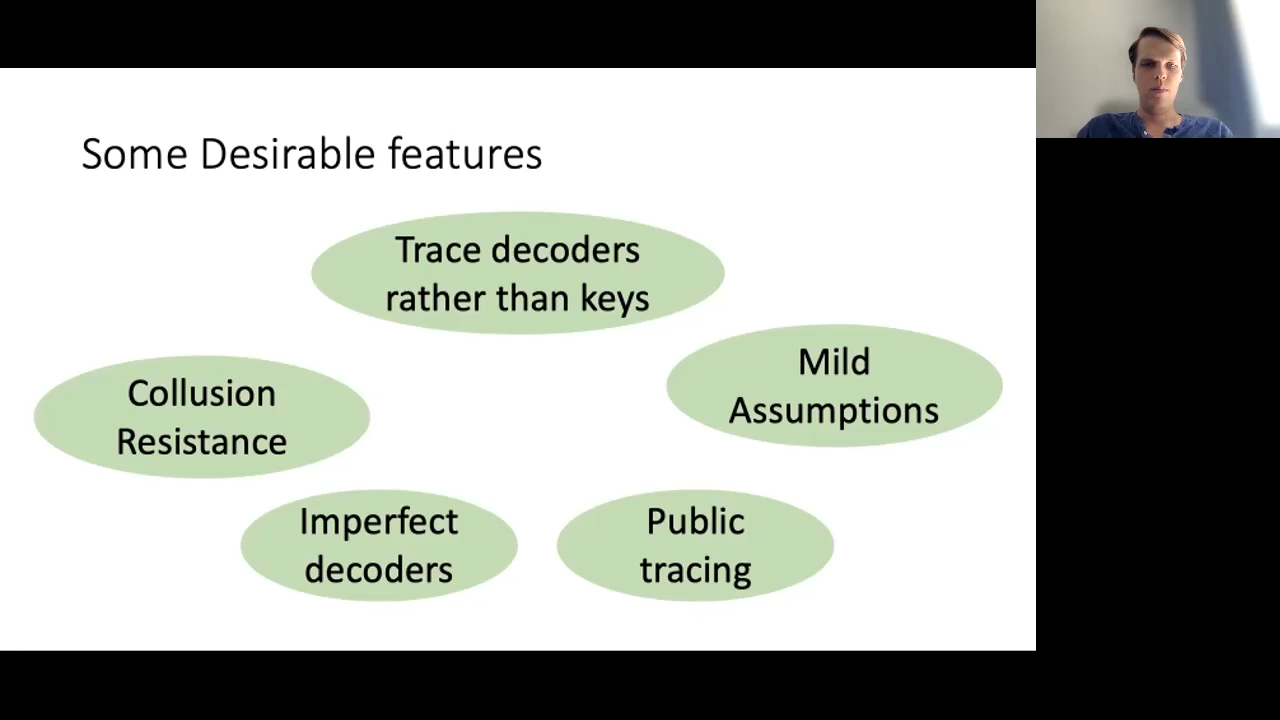 Some Desirable features
Trace decoders
rather than keys
Mild
Assumptions
Collusion
Resistance
Imperfect
decoders
Public
tracing